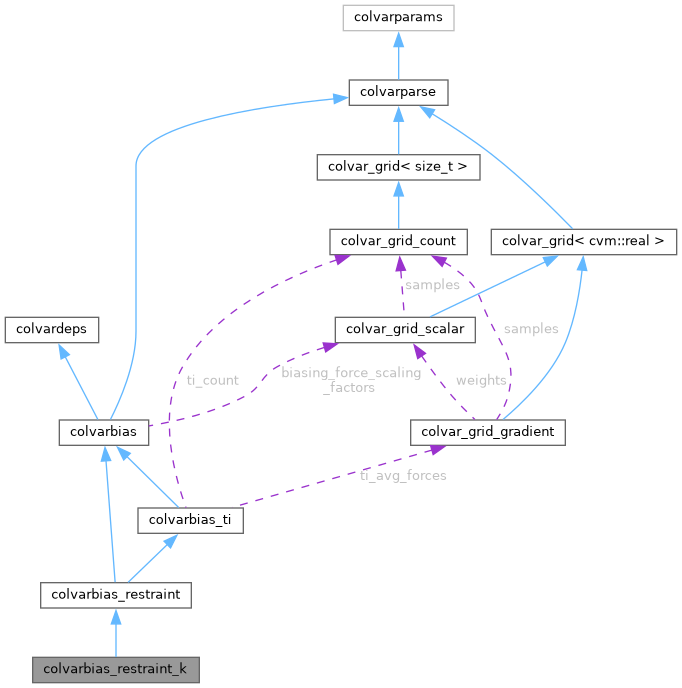 colvarparams
colvarparse
colvar_grid< size_t >
colvar_grid_count
colvar_grid< cvm::real >
samples
colvardeps
colvar_grid_scalar
samples
ti_count
biasing_force_scaling
_factors
weights
colvarbias
colvar_grid_gradient
ti_avg_forces
colvarbias_ti
colvarbias_restraint
colvarbias_restraint_k